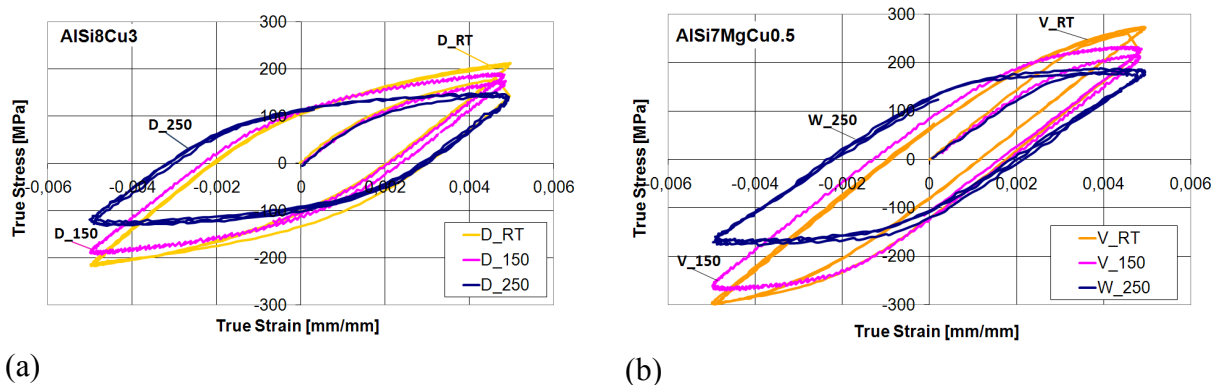 AlSi8Cu3
300
200
100
0
-100
-200
-300
-0,006
-0,004
-0,002
0
0,002
0,004
0,006
True Stress [MPa]
True Strain [mm/mm]
D_RT
D_250
D_150
D_RT
D_150
D_250
(a)
AlSi7MgCu0.5
300
200
100
0
-100
-200
-300
-0,006
-0,004
-0,002
0
0,002
0,004
0,006
True Stress [MPa]
True Strain [mm/mm]
V_RT
W_250
V_150
V_RT
V_150
W_250
(b)